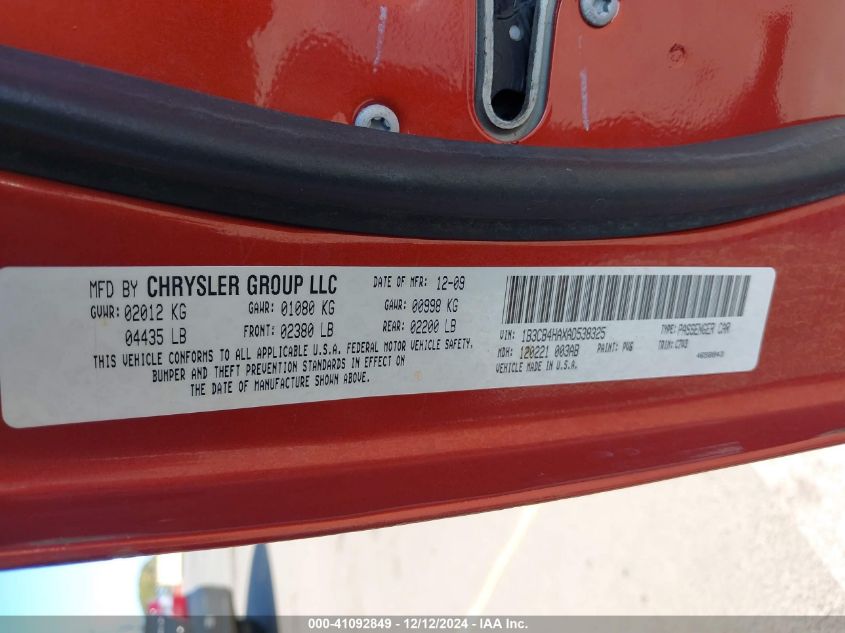 MFD BY CHRYSLER GROUP LLC DATE OF MFR: 12-09
GVWR: 02012 KG GAWR: 01080 KG GAWR: 00998 KG
04435 LB FRONT: 02380 LB REAR: 02200 LB
THIS VEHICLE CONFORMS TO ALL APPLICABLE U.S.A. FEDERAL MOTOR VEHICLE SAFETY,
BUMPER AND THEFT PREVENTION STANDARDS IN EFFECT ON
THE DATE OF MANUFACTURE SHOWN ABOVE.
VIN: 1B3CB4HAXAD538325 TYPE: PASSENGER CAR
MDH: 120221 003AB PAINT: PVG TRIM: C7V3
VEHICLE MADE IN U.S.A.
000-41092849 - 12/12/2024 - IAA Inc.